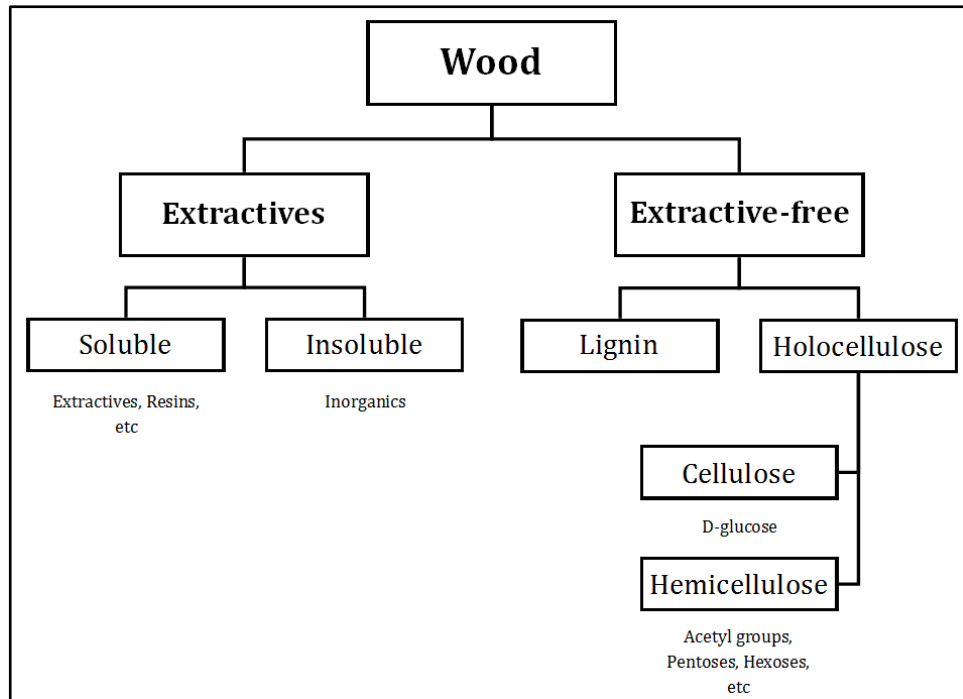 Wood
Extractives
Extractive-free
Soluble
Insoluble
Lignin
Holocellulose
Extractives, Resins,
etc
Inorganics
Cellulose
D-glucose
Hemicellulose
Acetyl groups,
Pentoses, Hexoses,
etc